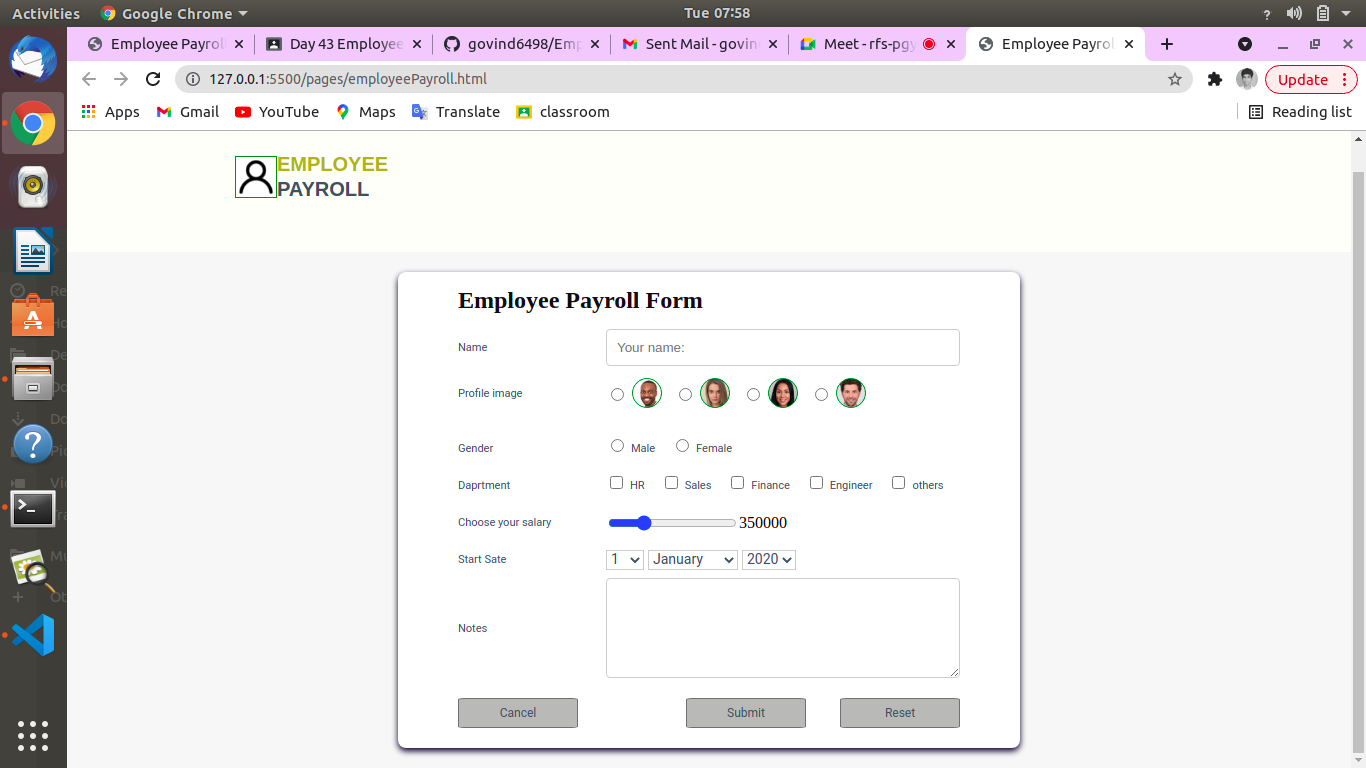 Activities Google Chrome Tue 07:58
Employee Payrol Day 43 Employee govind6498/Emp Sent Mail - govin Meet - rfs-pgy Employee Payrol
127.0.0.1:5500/pages/employeePayroll.html Update
Apps Gmail YouTube Maps Translate classroom Reading list
EMPLOYEE
PAYROLL
Employee Payroll Form
Name Your name:
Profile image
Gender Male Female
Daprtment HR Sales Finance Engineer others
Choose your salary 350000
Start Sate 1 January 2020
Notes
Cancel Submit Reset